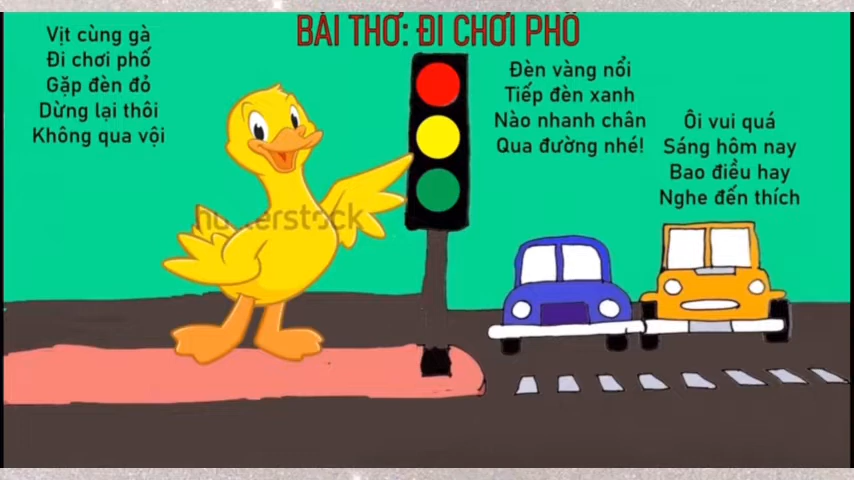 BÀI THƠ: ĐI CHƠI PHỐ
Vịt cùng gà
Đi chơi phố
Gặp đèn đỏ
Dừng lại thôi
Không qua vội
Đèn vàng nổi
Tiếp đèn xanh
Nào nhanh chân
Qua đường nhé!
Ôi vui quá
Sáng hôm nay
Bao điều hay
Nghe đến thích